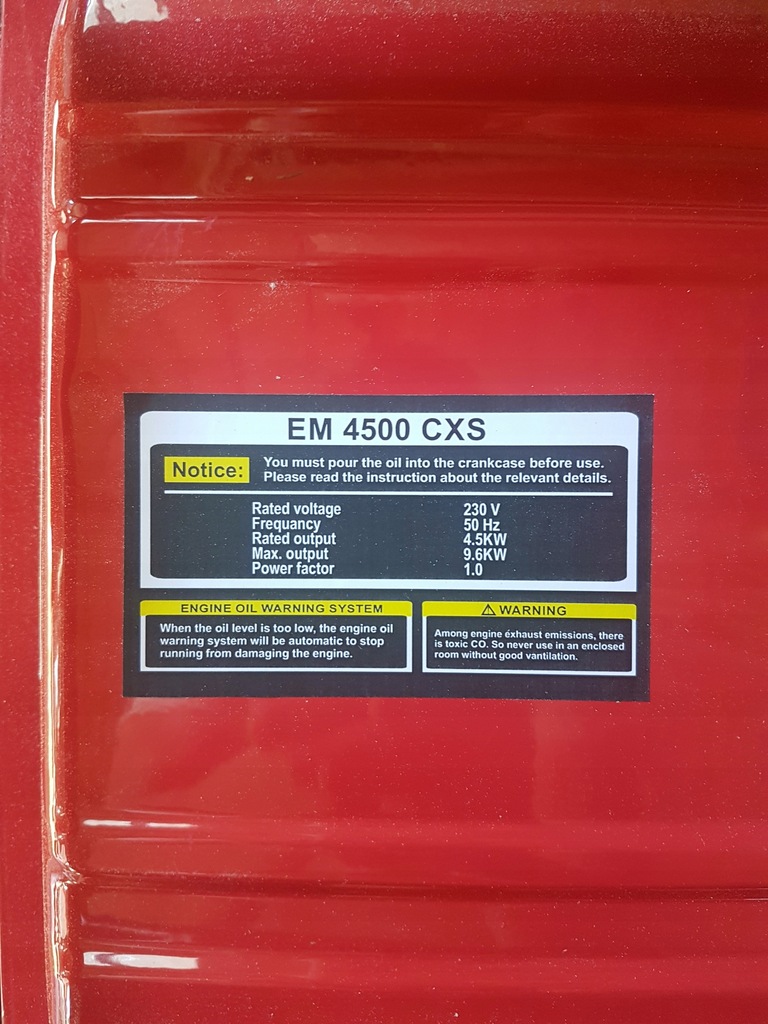 EM 4500 CXS
Notice:
You must pour the oil into the crankcase before use.
Please read the instruction about the relevant details.
Rated voltage 230 V
Frequancy 50 Hz
Rated output 4.5KW
Max. output 9.6KW
Power factor 1.0
ENGINE OIL WARNING SYSTEM
When the oil level is too low, the engine oil
warning system will be automatic to stop
running from damaging the engine.
⚠ WARNING
Among engine éxhaust emissions, there
is toxic CO. So never use in an enclosed
room without good vantilation.